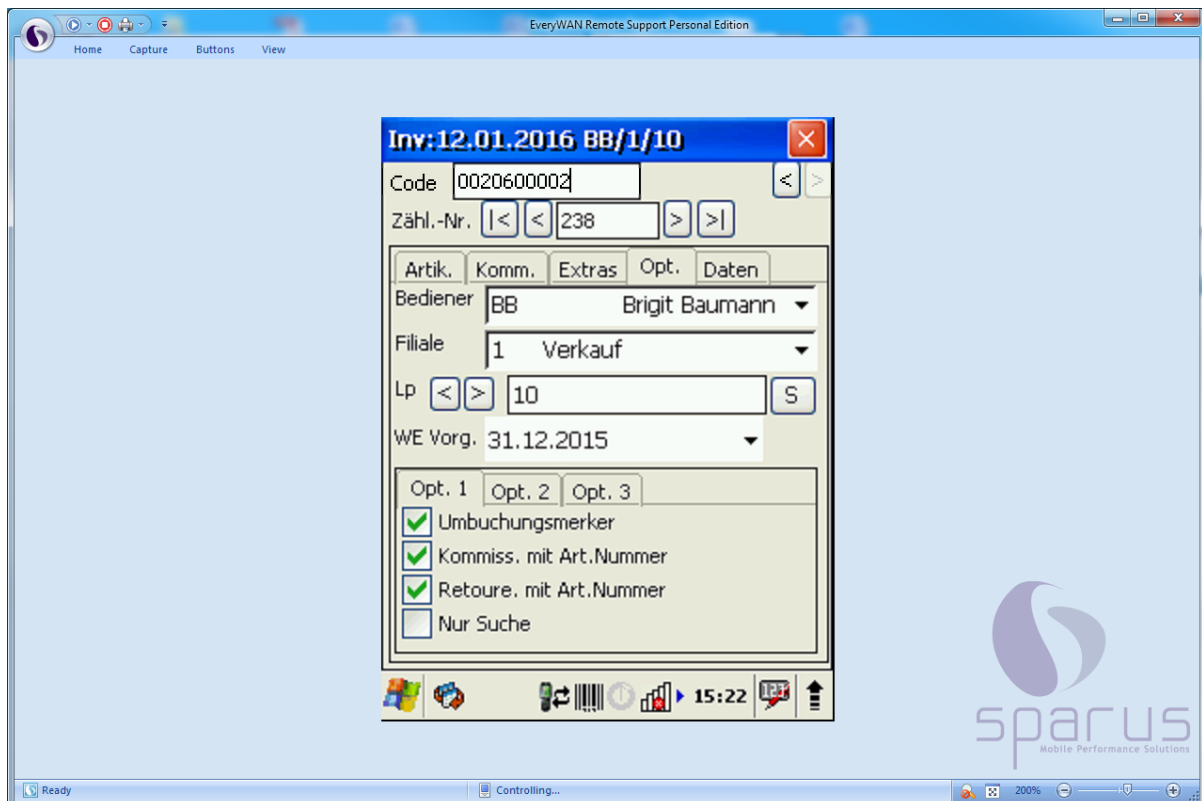 EveryWAN Remote Support Personal Edition
Home Capture Buttons View
Inv:12.01.2016 BB/1/10
Code 0020600002 < >
Zähl.-Nr. |< < 238 > >|
Artik. Komm. Extras Opt. Daten
Bediener BB Brigit Baumann
Filiale 1 Verkauf
Lp < > 10 S
WE Vorg. 31.12.2015
Opt. 1 Opt. 2 Opt. 3
Umbuchungsmerker
Kommiss. mit Art.Nummer
Retoure. mit Art.Nummer
Nur Suche
15:22 123
sparus
Mobile Performance Solutions
Ready Controlling... 200%